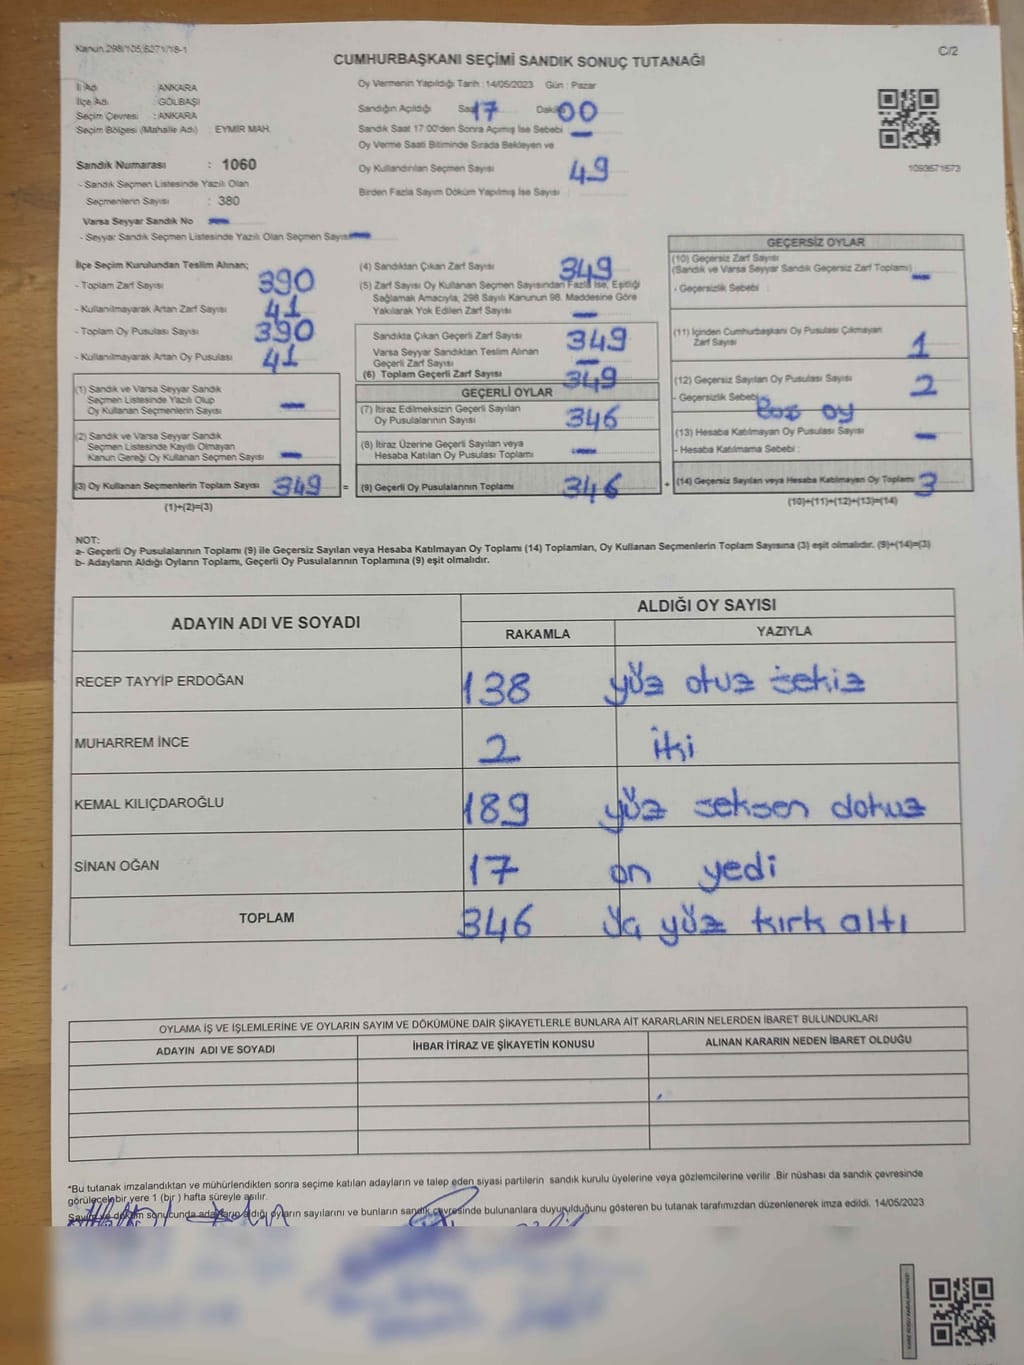 Kanun.298/105,6271/18-1
C/2
CUMHURBAŞKANI SEÇİMİ SANDIK SONUÇ TUTANAĞI
İl Adı : ANKARA
İlçe Adı : GÖLBAŞI
Seçim Çevresi : ANKARA
Seçim Bölgesi (Mahalle Adı) : EYMİR MAH.
Sandık Numarası : 1060
- Sandık Seçmen Listesinde Yazılı Olan
Seçmenlerin Sayısı : 380
Varsa Seyyar Sandık No —
- Seyyar Sandık Seçmen Listesinde Yazılı Olan Seçmen Sayısı —
Oy Vermenin Yapıldığı Tarih : 14/05/2023 Gün : Pazar
Sandığın Açıldığı Saat 17 Dakika 00
Sandık Saat 17:00'den Sonra Açımış İse Sebebi —
Oy Verme Saati Bitiminde Sırada Bekleyen ve
Oy Kullandırılan Seçmen Sayısı 49
Birden Fazla Sayım Döküm Yapılmış İse Sayısı
1093671673
İlçe Seçim Kurulundan Teslim Alınan;
- Toplam Zarf Sayısı 390
- Kullanılmayarak Artan Zarf Sayısı 41
- Toplam Oy Pusulası Sayısı 390
- Kullanılmayarak Artan Oy Pusulası 41
(1) Sandık ve Varsa Seyyar Sandık
Seçmen Listesinde Yazılı Olup
Oy Kullanan Seçmenlerin Sayısı —
(2) Sandık ve Varsa Seyyar Sandık
Seçmen Listesinde Kayıtlı Olmayan
Kanun Gereği Oy Kullanan Seçmen Sayısı —
(3) Oy Kullanan Seçmenlerin Toplam Sayısı 349 =
(1)+(2)=(3)
(4) Sandıktan Çıkan Zarf Sayısı 349
(5) Zarf Sayısı Oy Kullanan Seçmen Sayısından Fazla İse, Eşitliği
Sağlamak Amacıyla; 298 Sayılı Kanunun 98. Maddesine Göre
Yakılarak Yok Edilen Zarf Sayısı —
Sandıkta Çıkan Geçerli Zarf Sayısı 349
Varsa Seyyar Sandıktan Teslim Alınan
Geçerli Zarf Sayısı —
(6) Toplam Geçerli Zarf Sayısı 349
GEÇERLİ OYLAR
(7) İtiraz Edilmeksizin Geçerli Sayılan
Oy Pusulalarının Sayısı 346
(8) İtiraz Üzerine Geçerli Sayılan veya
Hesaba Katılan Oy Pusulası Toplamı —
(9) Geçerli Oy Pusulalarının Toplamı 346 +
GEÇERSİZ OYLAR
(10) Geçersiz Zarf Sayısı
(Sandık ve Varsa Seyyar Sandık Geçersiz Zarf Toplamı) —
- Geçersizlik Sebebi :
(11) İçinden Cumhurbaşkanı Oy Pusulası Çıkmayan
Zarf Sayısı 1
(12) Geçersiz Sayılan Oy Pusulası Sayısı 2
- Geçersizlik Sebebi Boş oy
(13) Hesaba Katılmayan Oy Pusulası Sayısı —
- Hesaba Katılmama Sebebi
(14) Geçersiz Sayılan veya Hesaba Katılmayan Oy Toplamı 3
(10)+(11)+(12)+(13)=(14)
NOT:
a- Geçerli Oy Pusulalarının Toplamı (9) ile Geçersiz Sayılan veya Hesaba Katılmayan Oy Toplamı (14) Toplamları, Oy Kullanan Seçmenlerin Toplam Sayısına (3) eşit olmalıdır. (9)+(14)=(3)
b- Adayların Aldığı Oyların Toplamı, Geçerli Oy Pusulalarının Toplamına (9) eşit olmalıdır.
ADAYIN ADI VE SOYADI ALDIĞI OY SAYISI
RAKAMLA YAZIYLA
RECEP TAYYİP ERDOĞAN 138 yüz otuz sekiz
MUHARREM İNCE 2 iki
KEMAL KILIÇDAROĞLU 189 yüz seksen dokuz
SİNAN OĞAN 17 on yedi
TOPLAM 346 yüz kırk altı
OYLAMA İŞ VE İŞLEMLERİNE VE OYLARIN SAYIM VE DÖKÜMÜNE DAİR ŞİKAYETLERLE BUNLARA AİT KARARLARIN NELERDEN İBARET BULUNDUKLARI
ADAYIN ADI VE SOYADI İHBAR İTİRAZ VE ŞİKAYETİN KONUSU ALINAN KARARIN NEDEN İBARET OLDUĞU
*Bu tutanak imzalandıktan ve mühürlendikten sonra seçime katılan adayların ve talep eden siyasi partilerin sandık kurulu üyelerine veya gözlemcilerine verilir .Bir nüshası da sandık çevresinde
görülecek bir yere 1 (bir ) hafta süreyle asılır.
Sayım ve döküm sonucunda adayların aldığı oyların sayılarını ve bunların sandık çevresinde bulunanlara duyurulduğunu gösteren bu tutanak tarafımızdan düzenlenerek imza edildi. 14/05/2023